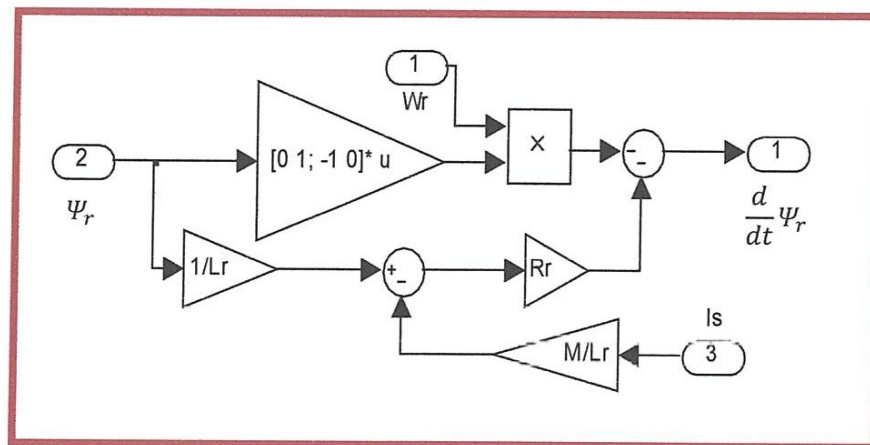 1
Wr
2
Ψr
[0 1; -1 0]* u
×
-
-
1
d/dt Ψr
1/Lr
+
-
Rr
Is
M/Lr
3